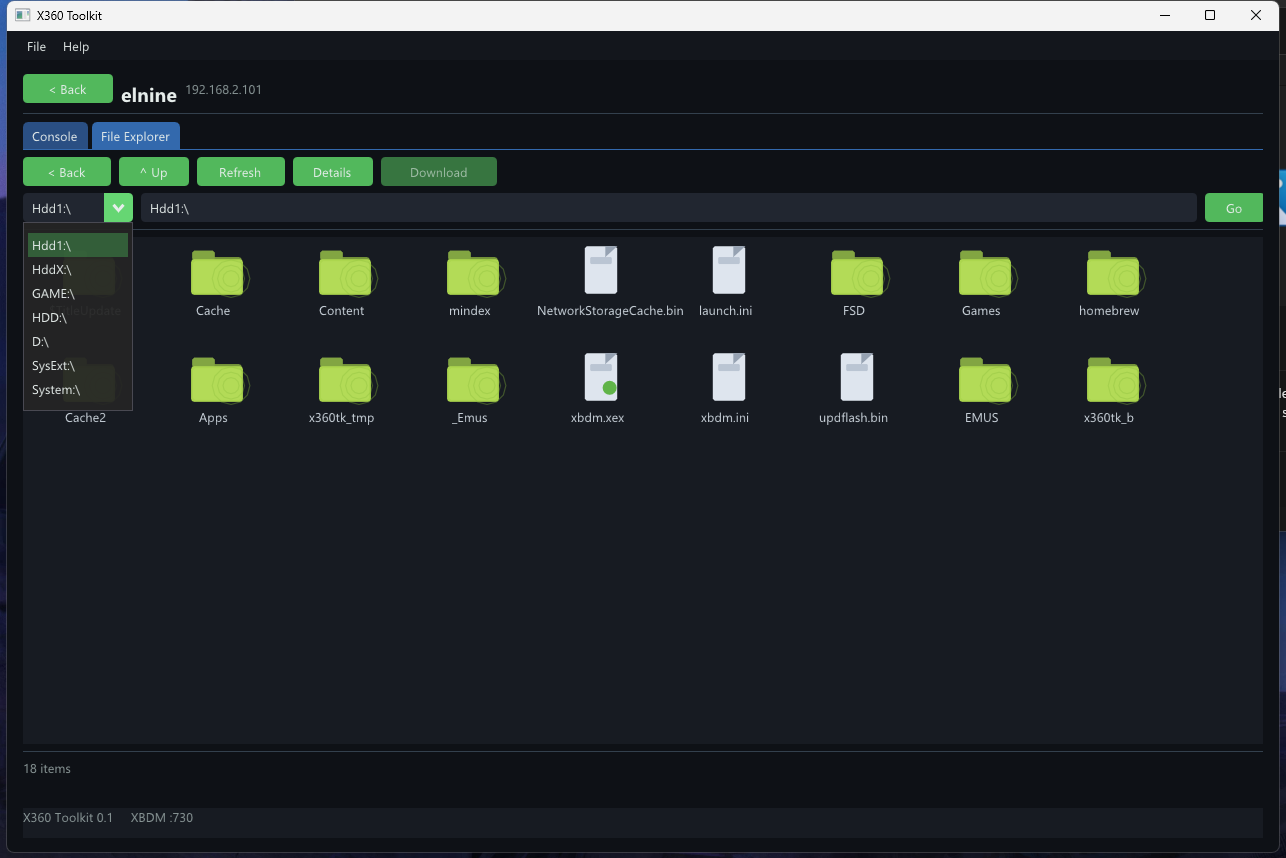 X360 Toolkit
File Help
< Back elnine 192.168.2.101
Console File Explorer
< Back ^ Up Refresh Details Download
Hdd1:\ Hdd1:\ Go
Hdd1:\
HddX:\
GAME:\
HDD:\
D:\
SysExt:\
System:\
Cache Content mindex NetworkStorageCache.bin launch.ini FSD Games homebrew
Cache2 Apps x360tk_tmp _Emus xbdm.xex xbdm.ini updflash.bin EMUS x360tk_b
18 items
X360 Toolkit 0.1 XBDM :730